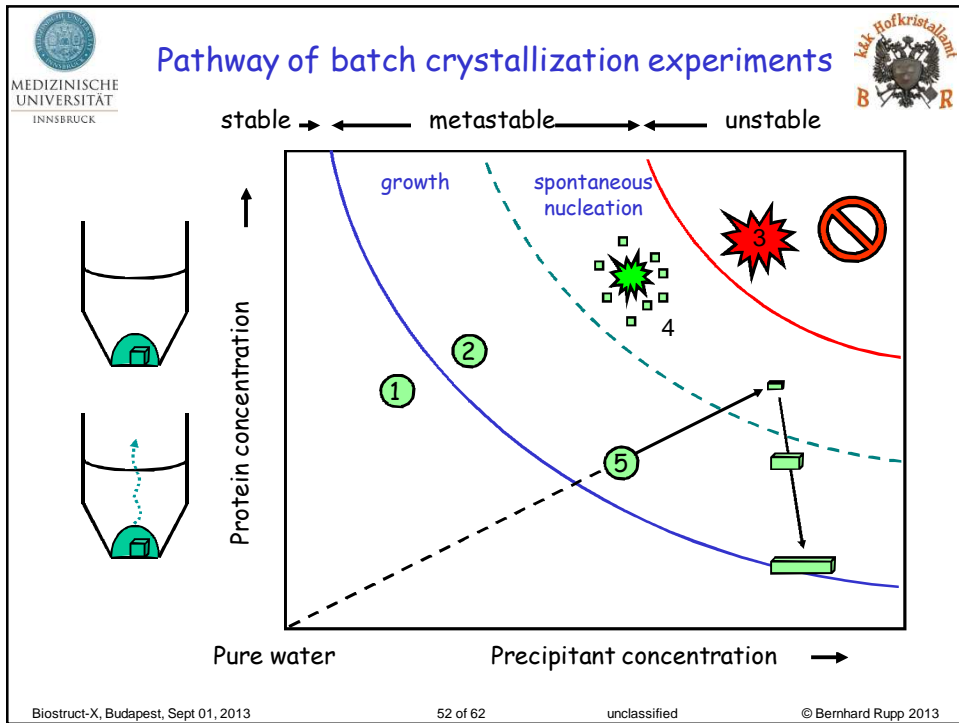 Pathway of batch crystallization experiments
MEDIZINISCHE
UNIVERSITÄT
INNSBRUCK
k&k Hofkristallamt
B R
stable metastable unstable
growth
spontaneous
nucleation
3
4
2
1
5
Protein concentration
Pure water
Precipitant concentration
Biostruct-X, Budapest, Sept 01, 2013
52 of 62
unclassified
© Bernhard Rupp 2013